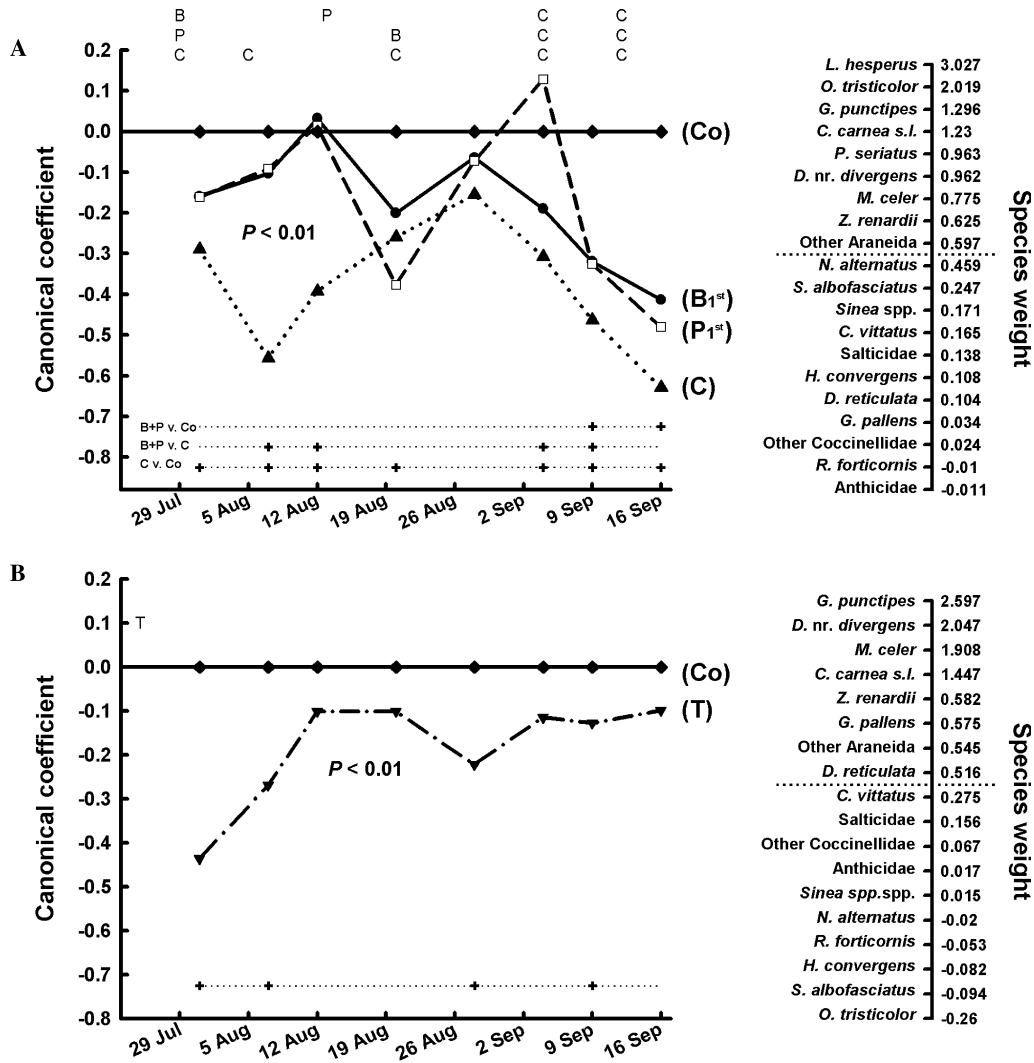 A
B P B C C
P B C C
C C C C C
0.2
0.1
0.0
-0.1
-0.2
-0.3
-0.4
-0.5
-0.6
-0.7
-0.8
Canonical coefficient
P < 0.01
(Co)
(B1st)
(P1st)
(C)
B+P v. Co
B+P v. C
C v. Co
29 Jul 5 Aug 12 Aug 19 Aug 26 Aug 2 Sep 9 Sep 16 Sep
L. hesperus 3.027
O. tristicolor 2.019
G. punctipes 1.296
C. carnea s.l. 1.23
P. seriatus 0.963
D. nr. divergens 0.962
M. celer 0.775
Z. renardii 0.625
Other Araneida 0.597
N. alternatus 0.459
S. albofasciatus 0.247
Sinea spp. 0.171
C. vittatus 0.165
Salticidae 0.138
H. convergens 0.108
D. reticulata 0.104
G. pallens 0.034
Other Coccinellidae 0.024
R. forticornis -0.01
Anthicidae -0.011
Species weight
B
0.2
0.1
0.0
-0.1
-0.2
-0.3
-0.4
-0.5
-0.6
-0.7
-0.8
Canonical coefficient
T
P < 0.01
(Co)
(T)
29 Jul 5 Aug 12 Aug 19 Aug 26 Aug 2 Sep 9 Sep 16 Sep
G. punctipes 2.597
D. nr. divergens 2.047
M. celer 1.908
C. carnea s.l. 1.447
Z. renardii 0.582
G. pallens 0.575
Other Araneida 0.545
D. reticulata 0.516
C. vittatus 0.275
Salticidae 0.156
Other Coccinellidae 0.067
Anthicidae 0.017
Sinea spp.spp. 0.015
N. alternatus -0.02
R. forticornis -0.053
H. convergens -0.082
S. albofasciatus -0.094
O. tristicolor -0.26
Species weight